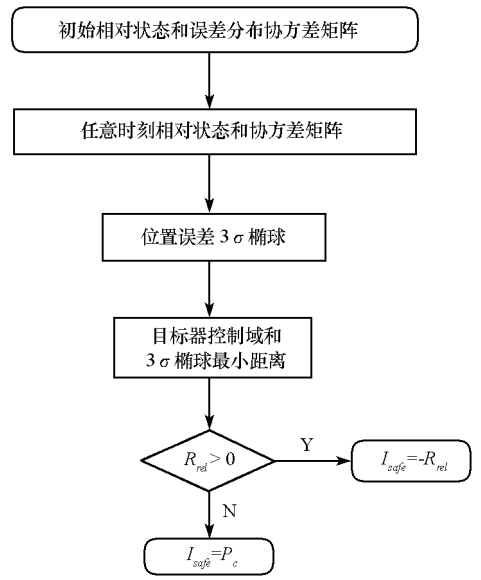 初始相对状态和误差分布协方差矩阵
任意时刻相对状态和协方差矩阵
位置误差 3 σ 椭球
目标器控制域和
3 σ 椭球最小距离
R_rel > 0
Y
I_safe=-R_rel
N
I_safe=P_c